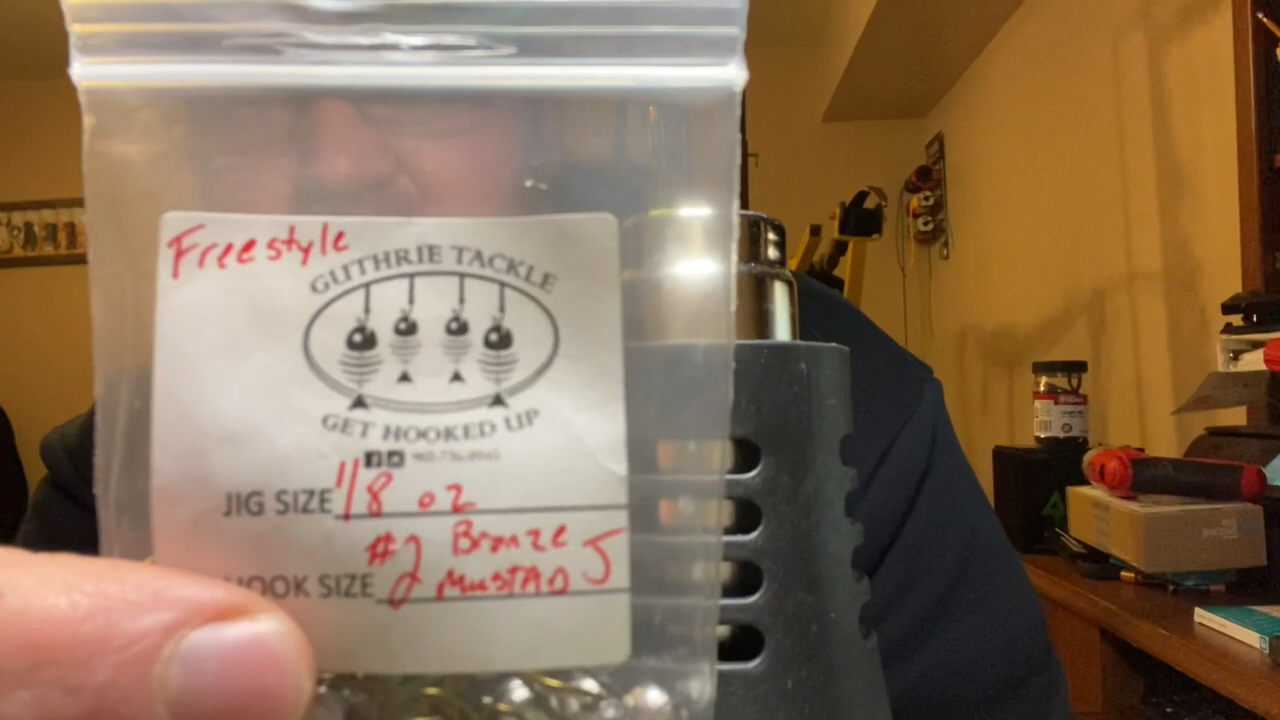 Freestyle
GUTHRIE TACKLE
GET HOOKED UP
JIG SIZE 1/8 oz
#2 Bronze J
HOOK SIZE MUSTAD